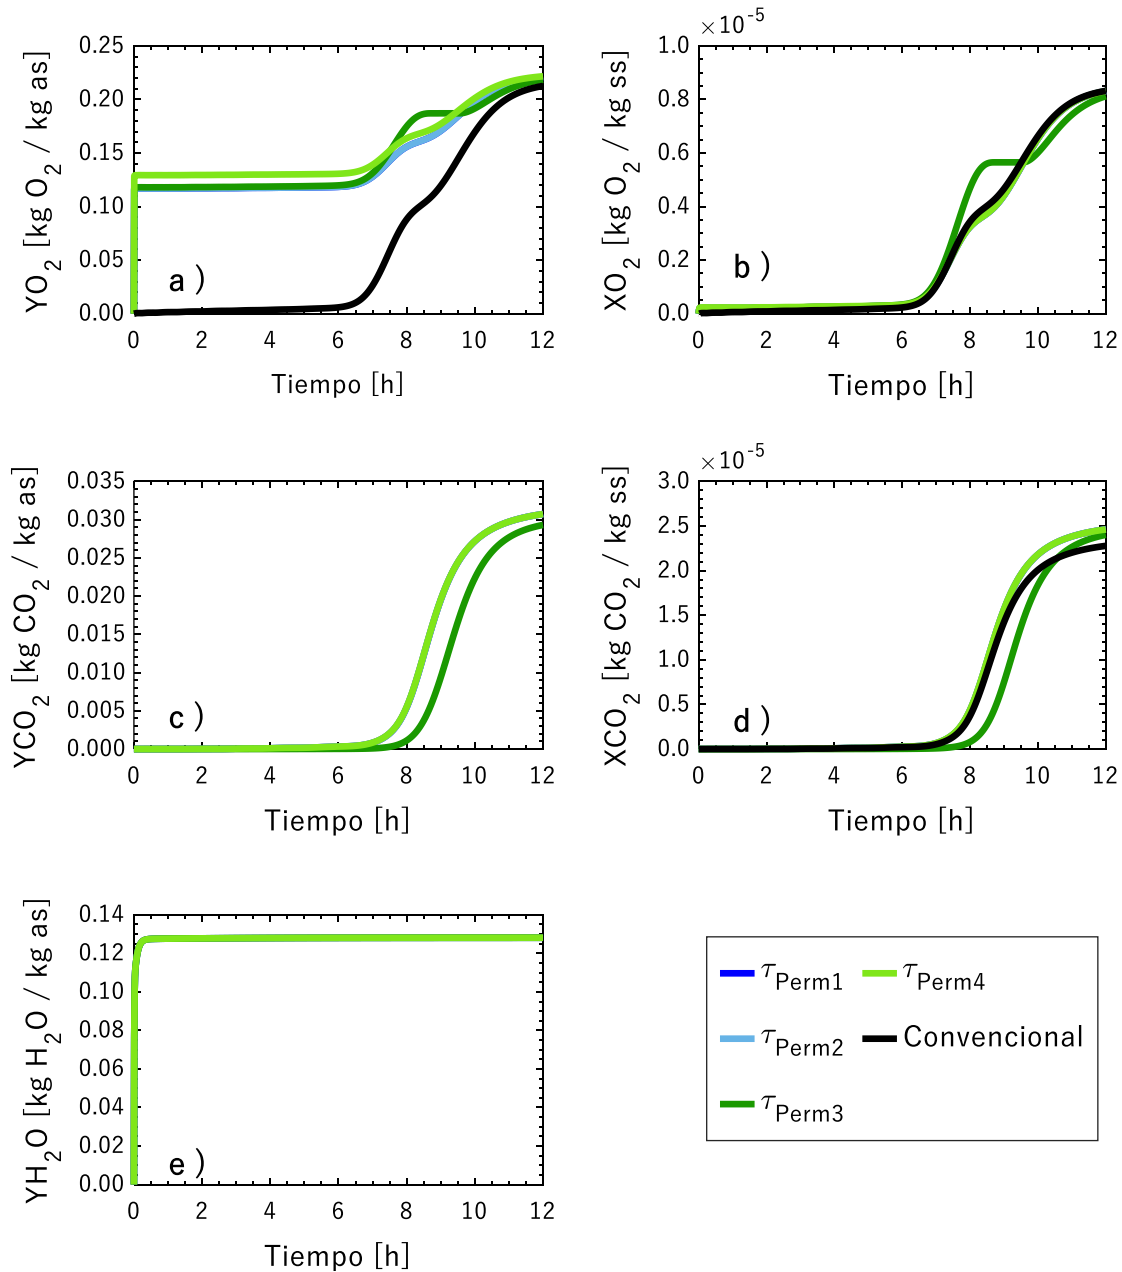 YO2 [kg O2 / kg as]
0.25
0.20
0.15
0.10
0.05
0.00
a )
0 2 4 6 8 10 12
Tiempo [h]
×10-5
XO2 [kg O2 / kg ss]
1.0
0.8
0.6
0.4
0.2
0.0
b )
0 2 4 6 8 10 12
Tiempo [h]
YCO2 [kg CO2 / kg as]
0.035
0.030
0.025
0.020
0.015
0.010
0.005
0.000
c )
0 2 4 6 8 10 12
Tiempo [h]
×10-5
XCO2 [kg CO2 / kg ss]
3.0
2.5
2.0
1.5
1.0
0.5
0.0
d )
0 2 4 6 8 10 12
Tiempo [h]
YH2O [kg H2O / kg as]
0.14
0.12
0.10
0.08
0.06
0.04
0.02
0.00
e )
0 2 4 6 8 10 12
Tiempo [h]
τPerm1
τPerm2
τPerm3
τPerm4
Convencional